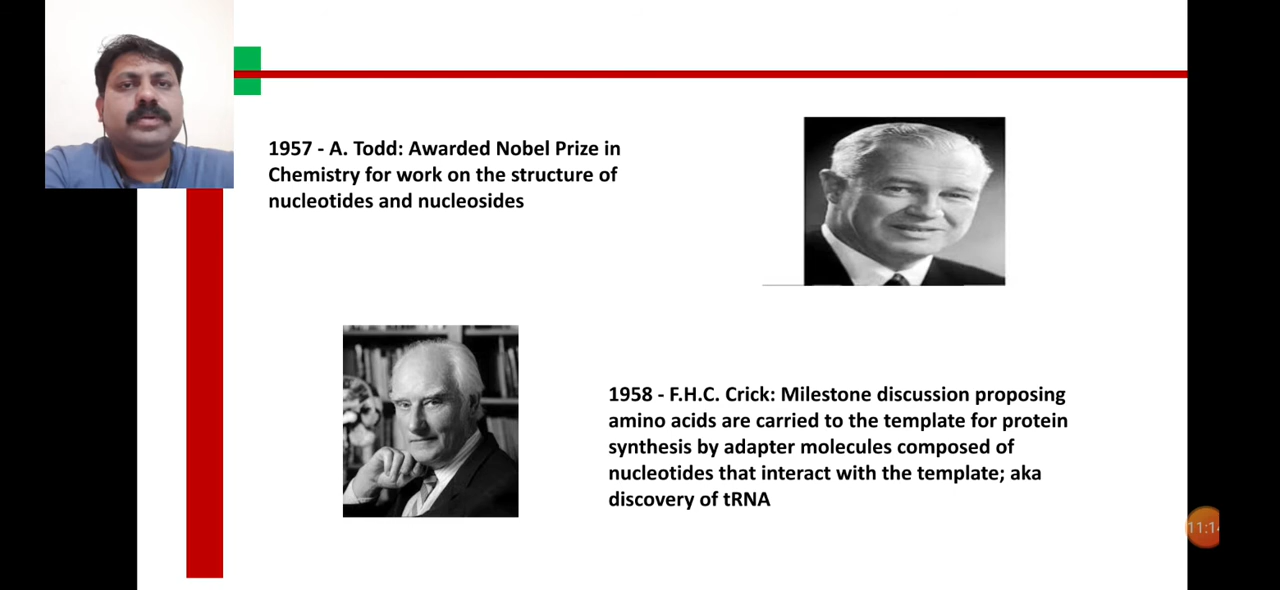 1957 - A. Todd: Awarded Nobel Prize in
Chemistry for work on the structure of
nucleotides and nucleosides
1958 - F.H.C. Crick: Milestone discussion proposing
amino acids are carried to the template for protein
synthesis by adapter molecules composed of
nucleotides that interact with the template; aka
discovery of tRNA
11:14